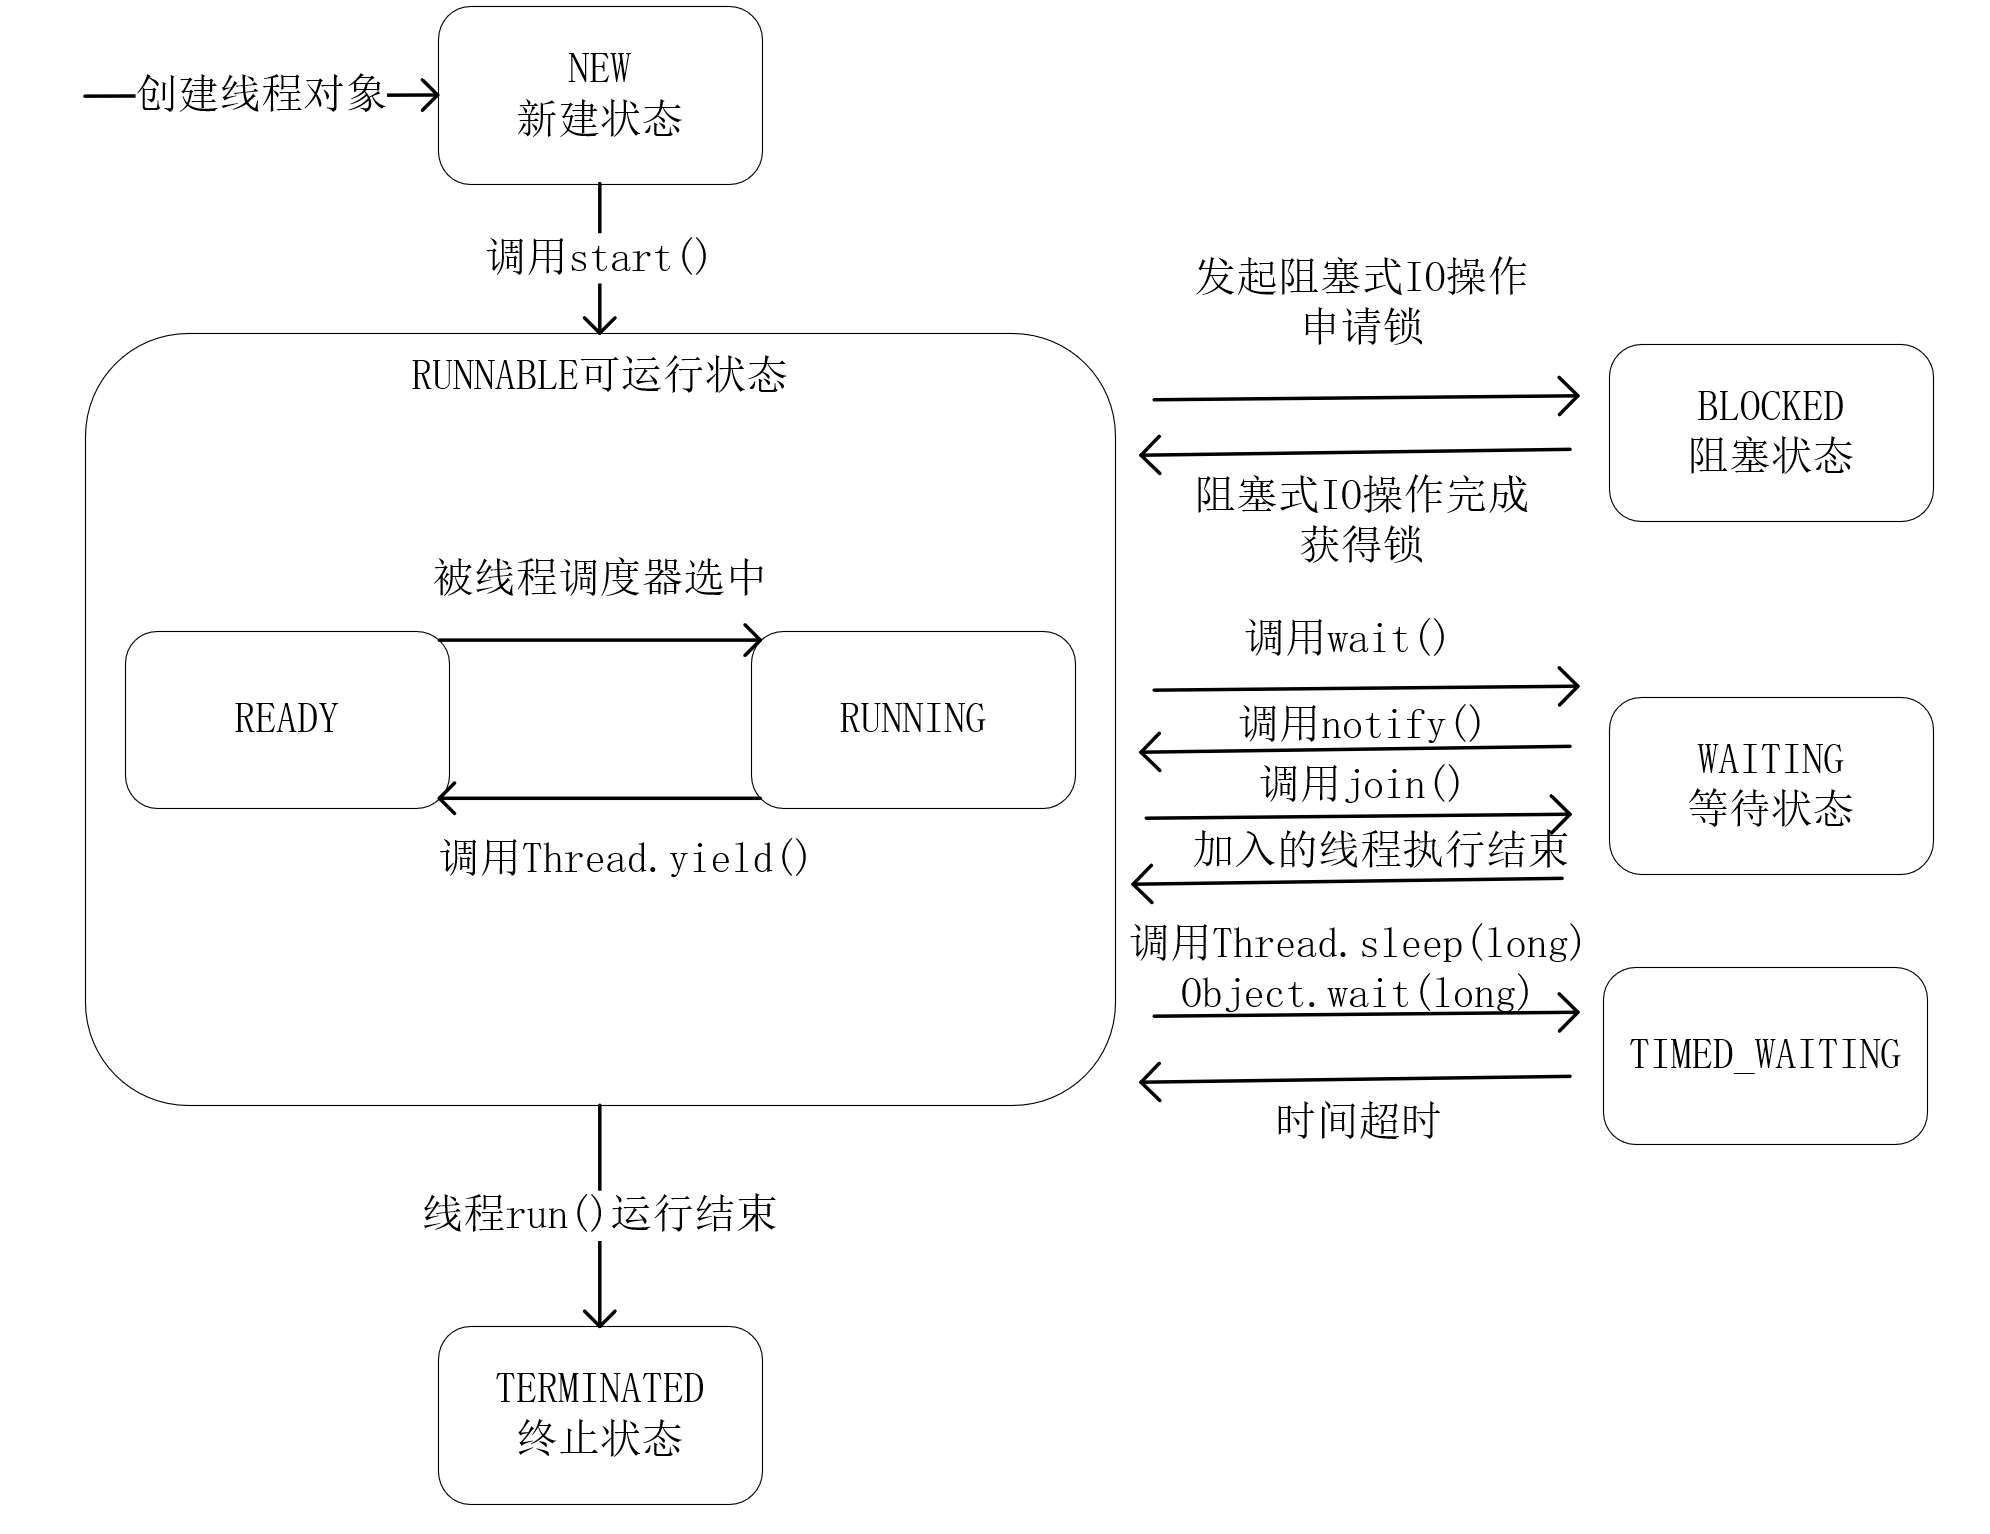 创建线程对象
NEW
新建状态
调用start()
RUNNABLE可运行状态
被线程调度器选中
READY
RUNNING
调用Thread.yield()
发起阻塞式IO操作
申请锁
BLOCKED
阻塞状态
阻塞式IO操作完成
获得锁
调用wait()
调用notify()
调用join()
加入的线程执行结束
WAITING
等待状态
调用Thread.sleep(long)
Object.wait(long)
TIMED_WAITING
时间超时
线程run()运行结束
TERMINATED
终止状态